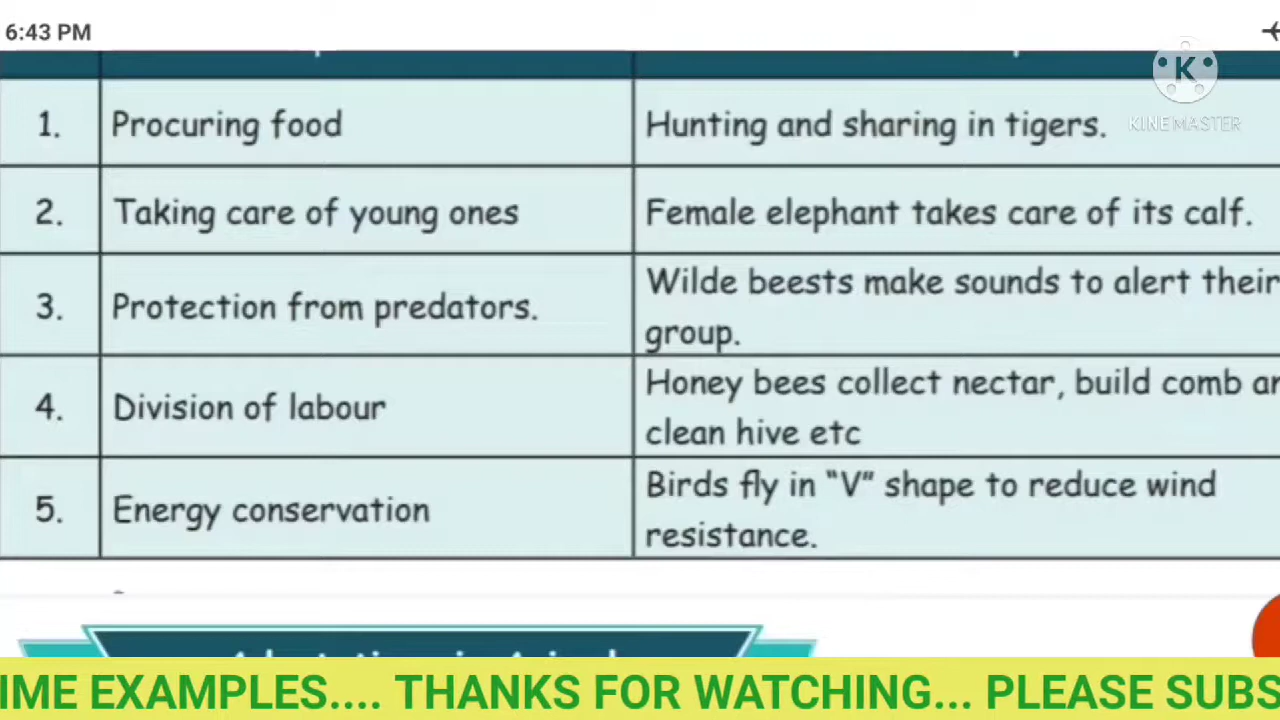 6:43 PM
K
KINEMASTER
1. Procuring food Hunting and sharing in tigers.
2. Taking care of young ones Female elephant takes care of its calf.
3. Protection from predators. Wilde beests make sounds to alert their
group.
4. Division of labour Honey bees collect nectar, build comb
clean hive etc
5. Energy conservation Birds fly in “V” shape to reduce wind
resistance.
EXAMPLES.... THANKS FOR WATCHING... PLEASE